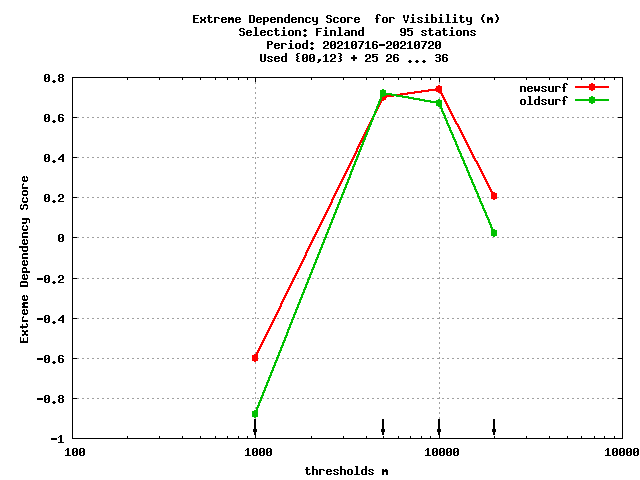 Extreme Dependency Score  for Visibility (m)
Selection: Finland     95 stations
Period: 20210716-20210720
Used {00,12} + 25 26 ... 36
newsurf
oldsurf
Extreme Dependency Score
0.8
0.6
0.4
0.2
0
-0.2
-0.4
-0.6
-0.8
-1
100 1000 10000 10000
thresholds m